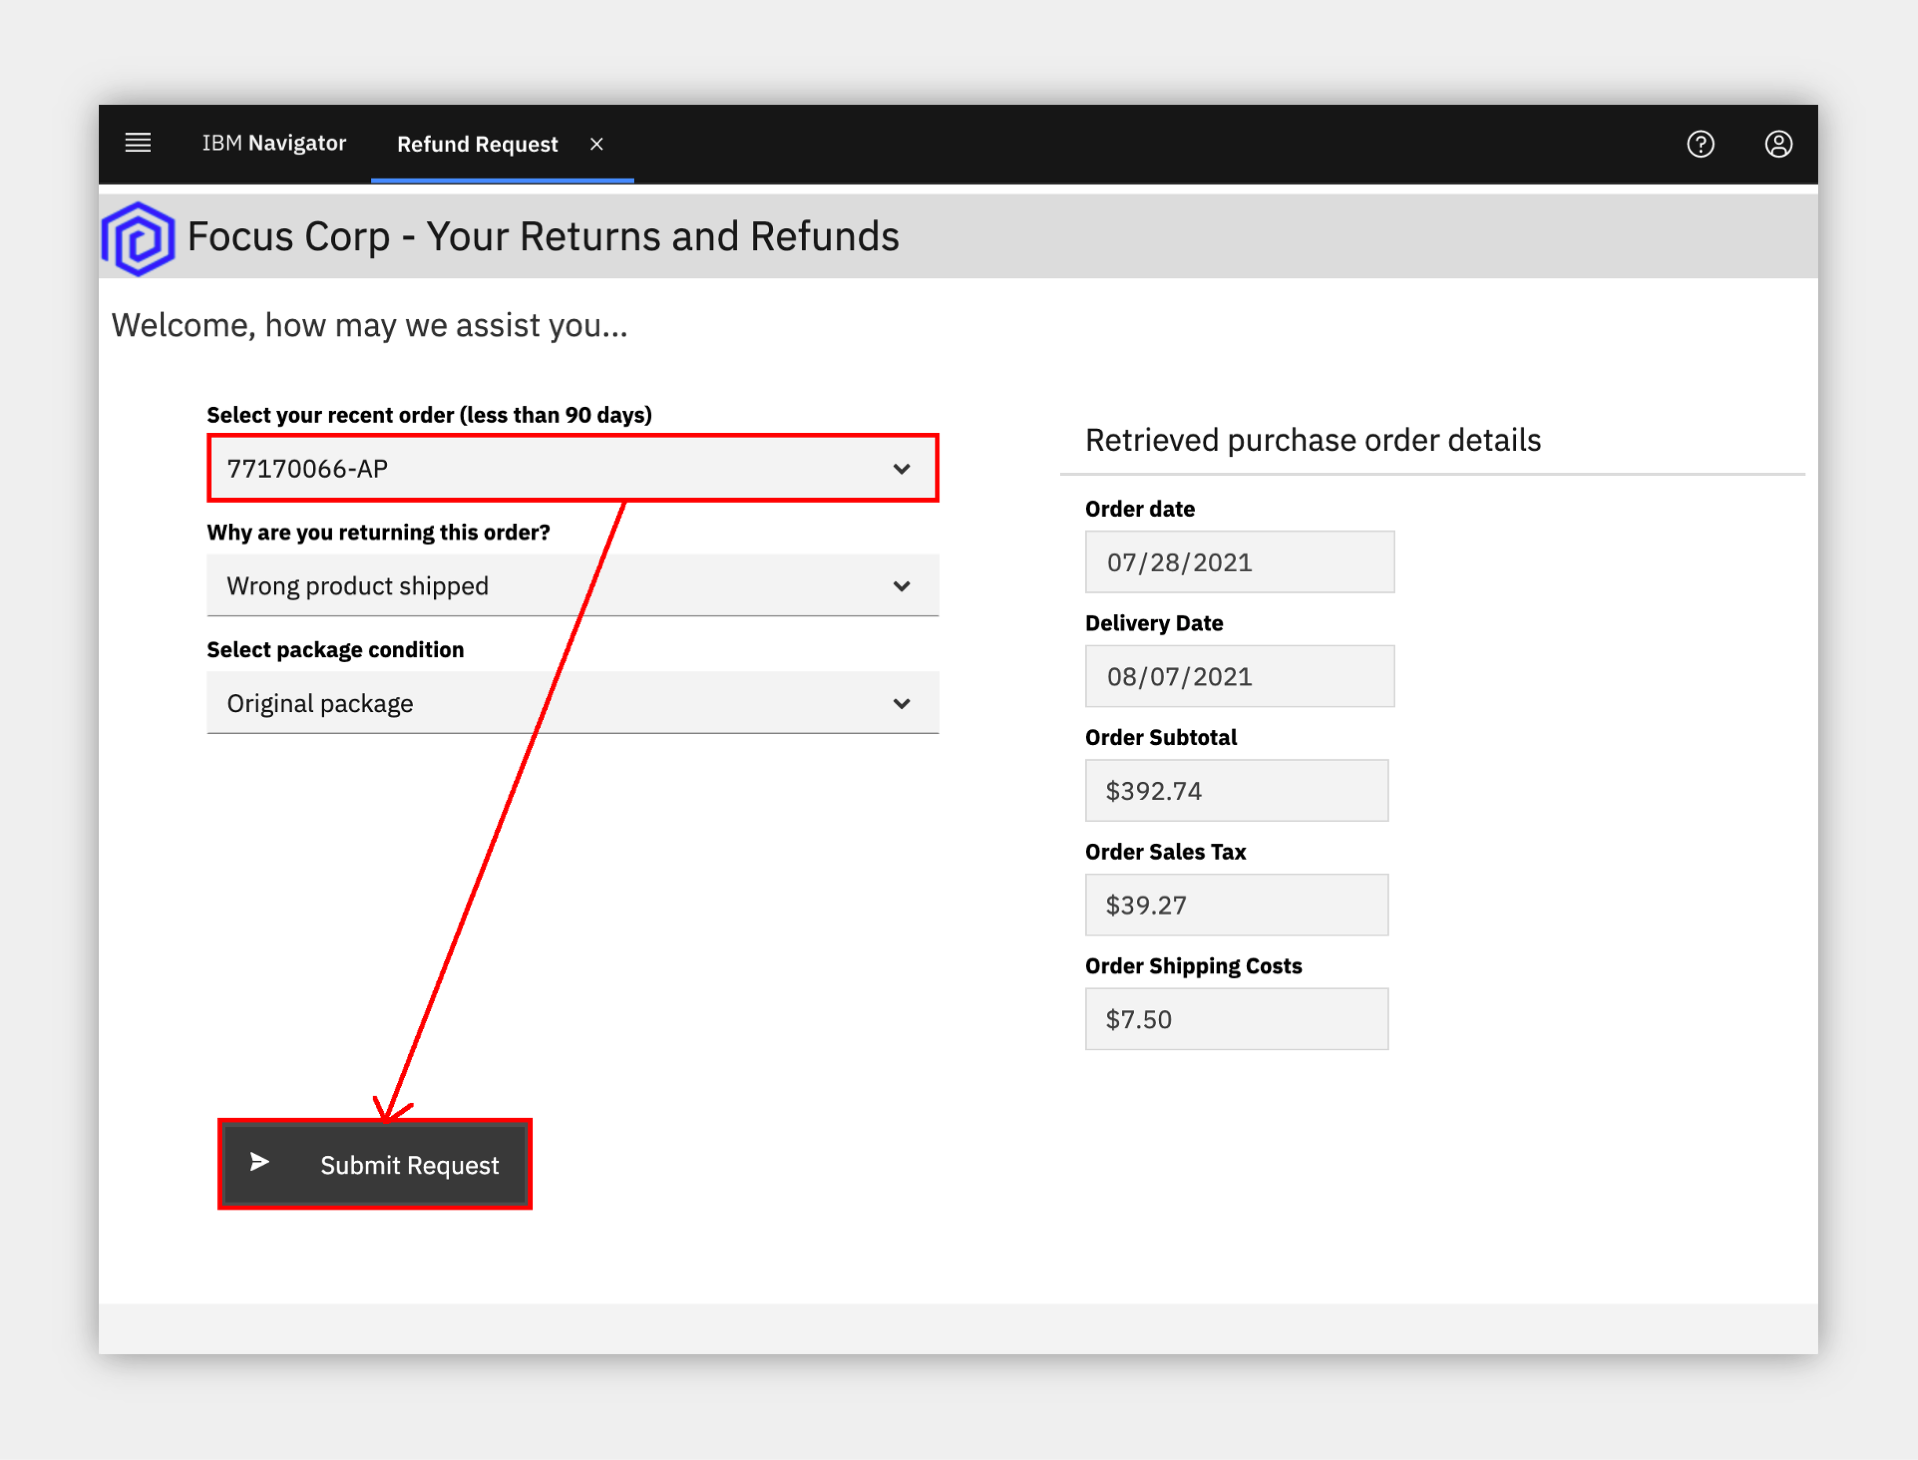 IBM Navigator
Refund Request
Focus Corp - Your Returns and Refunds
Welcome, how may we assist you...
Select your recent order (less than 90 days)
77170066-AP
Why are you returning this order?
Wrong product shipped
Select package condition
Original package
Submit Request
Retrieved purchase order details
Order date
07/28/2021
Delivery Date
08/07/2021
Order Subtotal
$392.74
Order Sales Tax
$39.27
Order Shipping Costs
$7.50